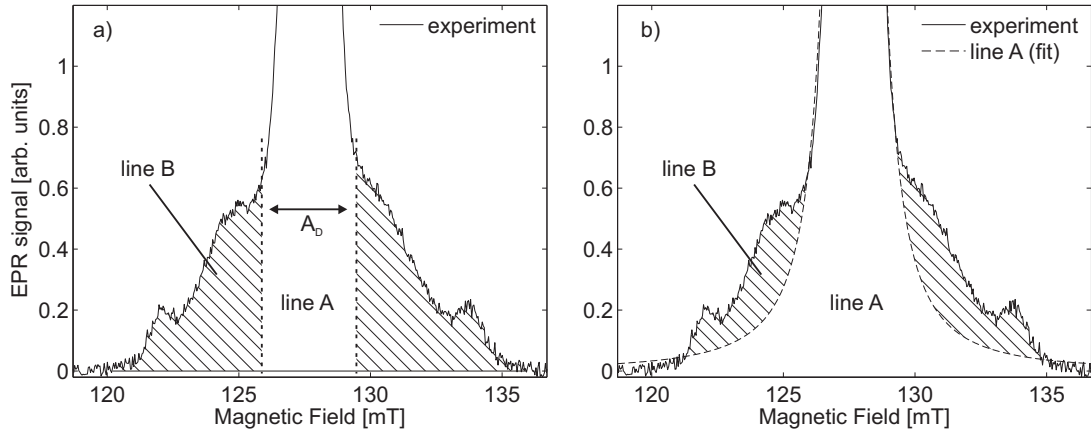 a)
experiment
1
0.8
0.6
0.4
0.2
0
EPR signal [arb. units]
line B
A_D
line A
120
125
130
135
Magnetic Field [mT]
b)
experiment
line A (fit)
1
0.8
0.6
0.4
0.2
0
line B
line A
120
125
130
135
Magnetic Field [mT]